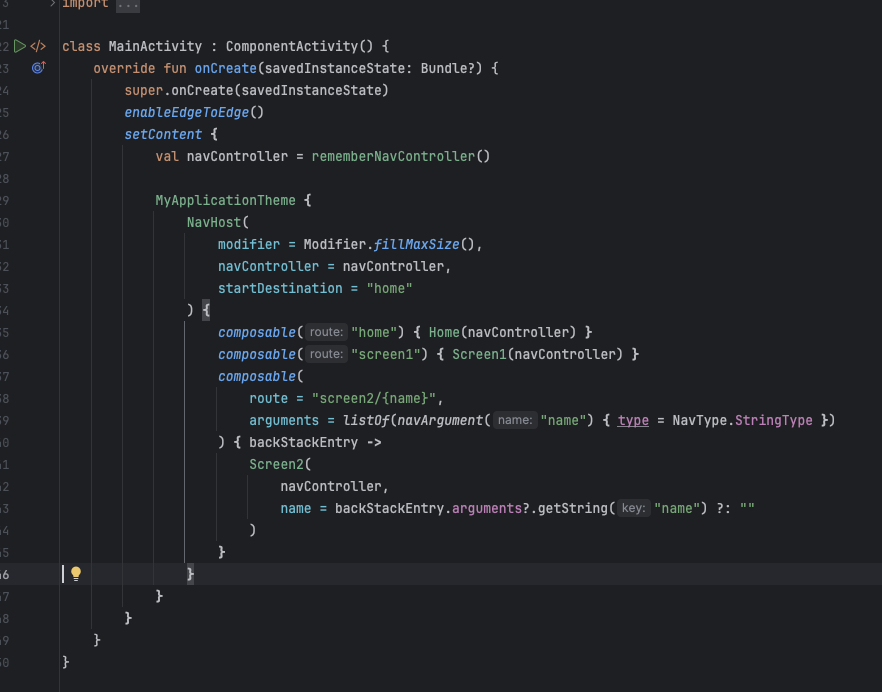 3 import ...
21
22 class MainActivity : ComponentActivity() {
23 override fun onCreate(savedInstanceState: Bundle?) {
24 super.onCreate(savedInstanceState)
25 enableEdgeToEdge()
26 setContent {
27 val navController = rememberNavController()
28
29 MyApplicationTheme {
30 NavHost(
31 modifier = Modifier.fillMaxSize(),
32 navController = navController,
33 startDestination = "home"
34 ) {
35 composable( route: "home") { Home(navController) }
36 composable( route: "screen1") { Screen1(navController) }
37 composable(
38 route = "screen2/{name}",
39 arguments = listOf(navArgument( name: "name") { type = NavType.StringType })
40 ) { backStackEntry ->
41 Screen2(
42 navController,
43 name = backStackEntry.arguments?.getString( key: "name") ?: ""
44 )
45 }
46 }
47 }
48 }
49 }
50 }